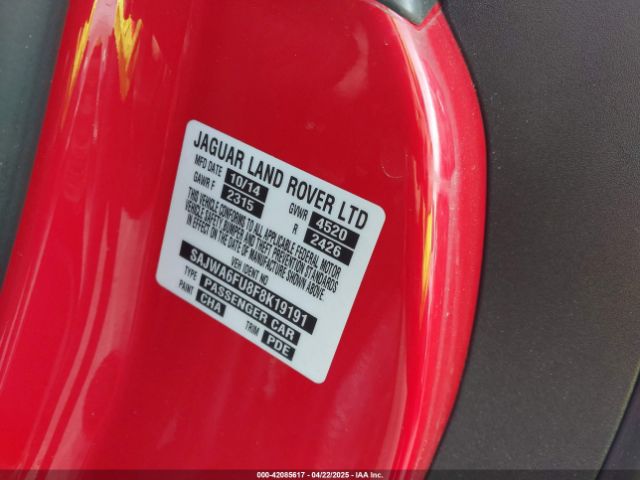 JAGUAR LAND ROVER LTD
MFD DATE 10/14 GVWR 4520
GAWR F 2315 R 2426
THIS VEHICLE CONFORMS TO ALL APPLICABLE FEDERAL MOTOR
VEHICLE SAFETY BUMPER AND THEFT PREVENTION STANDARDS
IN EFFECT ON THE DATE OF MANUFACTURE SHOWN ABOVE
VEH IDENT NO
SAJWA6FU8F8K19191
TYPE PASSENGER CAR
PAINT CHA TRIM PDE
000-42085617 04/22/2025 - IAA Inc. - Copyright